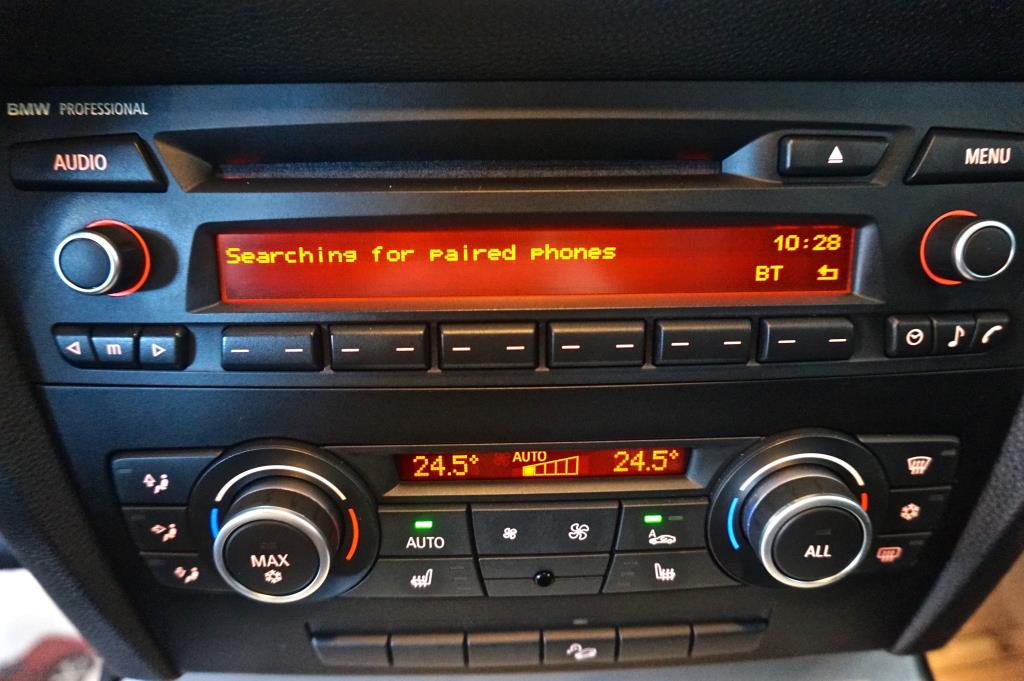 BMW PROFESSIONAL
AUDIO
MENU
Searching for paired phones
10:28
BT
m
24.5°
AUTO
24.5°
AUTO
A
MAX
ALL